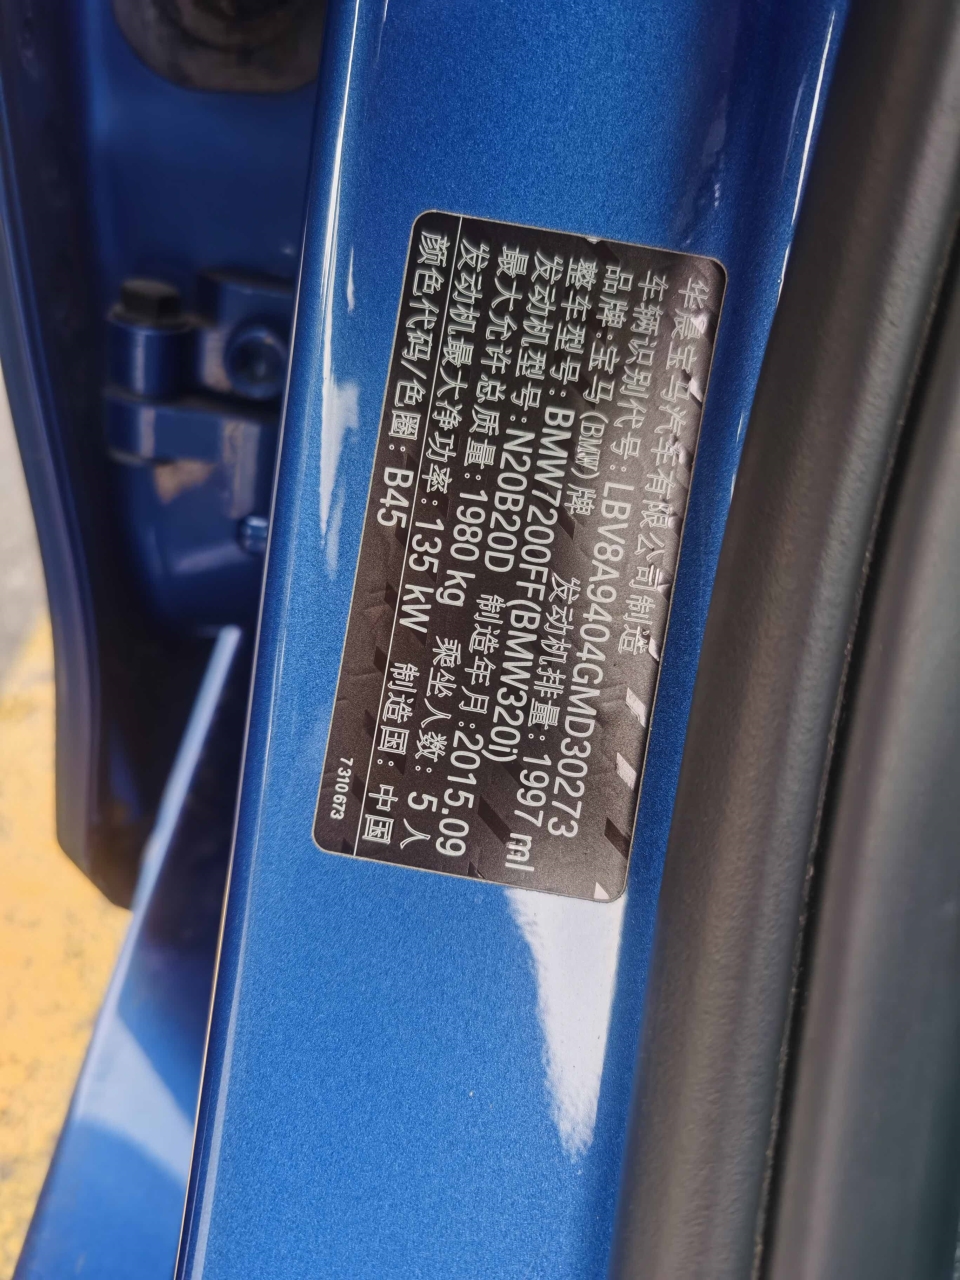 华晨宝马汽车有限公司制造
车辆识别代号:LBV8A9404GMD30273
品牌:宝马(BMW)牌 发动机排量:1997 ml
整车型号:BMW7200FF(BMW320i)
发动机型号:N20B20D 制造年月:2015.09
最大允许总质量:1980 kg 乘坐人数:5人
发动机最大净功率:135 kW 制造国:中国
颜色代码/色圈:B45
7310673